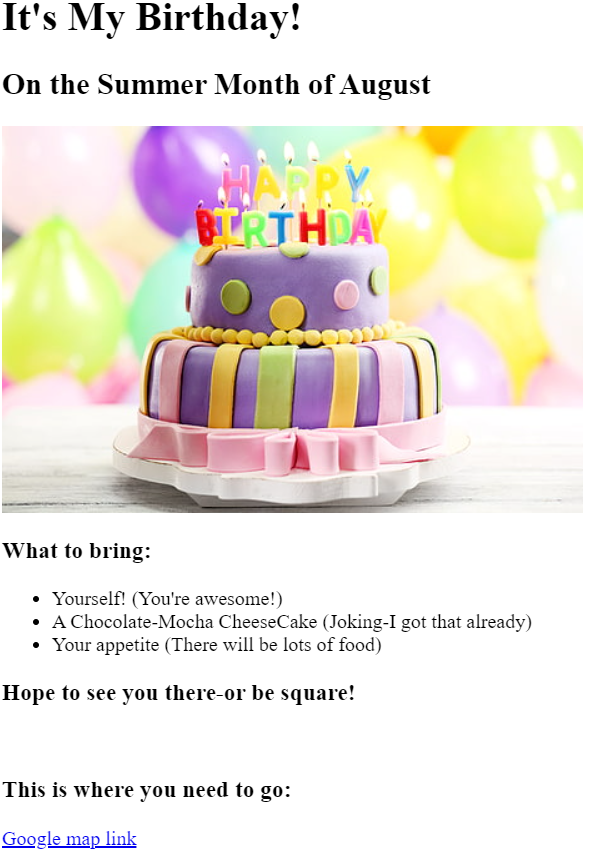 It's My Birthday!
On the Summer Month of August
HAPPY
BIRTHDAY
What to bring:
Yourself! (You're awesome!)
A Chocolate-Mocha CheeseCake (Joking-I got that already)
Your appetite (There will be lots of food)
Hope to see you there-or be square!
This is where you need to go:
Google map link